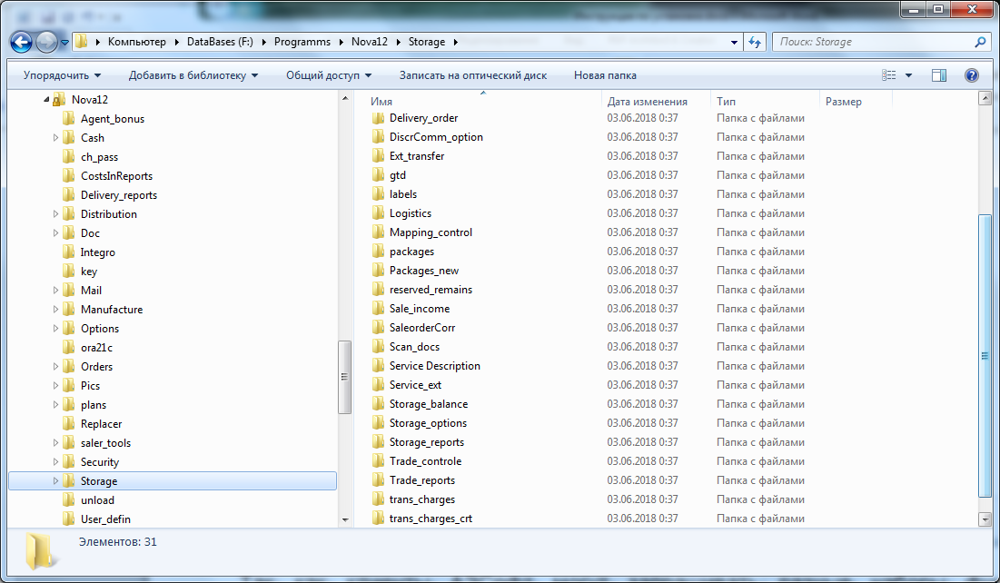 Компьютер DataBases (F:) Programms Nova12 Storage
Поиск: Storage
Упорядочить Добавить в библиотеку Общий доступ Записать на оптический диск Новая папка
Nova12
Agent_bonus
Cash
ch_pass
CostsInReports
Delivery_reports
Distribution
Doc
Integro
key
Mail
Manufacture
Options
ora21c
Orders
Pics
plans
Replacer
saler_tools
Security
Storage
unload
User_defin
Имя Дата изменения Тип Размер
Delivery_order 03.06.2018 0:37 Папка с файлами
DiscrComm_option 03.06.2018 0:37 Папка с файлами
Ext_transfer 03.06.2018 0:37 Папка с файлами
gtd 03.06.2018 0:37 Папка с файлами
labels 03.06.2018 0:37 Папка с файлами
Logistics 03.06.2018 0:37 Папка с файлами
Mapping_control 03.06.2018 0:37 Папка с файлами
packages 03.06.2018 0:37 Папка с файлами
Packages_new 03.06.2018 0:37 Папка с файлами
reserved_remains 03.06.2018 0:37 Папка с файлами
Sale_income 03.06.2018 0:37 Папка с файлами
SaleorderCorr 03.06.2018 0:37 Папка с файлами
Scan_docs 03.06.2018 0:37 Папка с файлами
Service Description 03.06.2018 0:37 Папка с файлами
Service_ext 03.06.2018 0:37 Папка с файлами
Storage_balance 03.06.2018 0:37 Папка с файлами
Storage_options 03.06.2018 0:37 Папка с файлами
Storage_reports 03.06.2018 0:37 Папка с файлами
Trade_controle 03.06.2018 0:37 Папка с файлами
Trade_reports 03.06.2018 0:37 Папка с файлами
trans_charges 03.06.2018 0:37 Папка с файлами
trans_charges_crt 03.06.2018 0:37 Папка с файлами
Элементов: 31